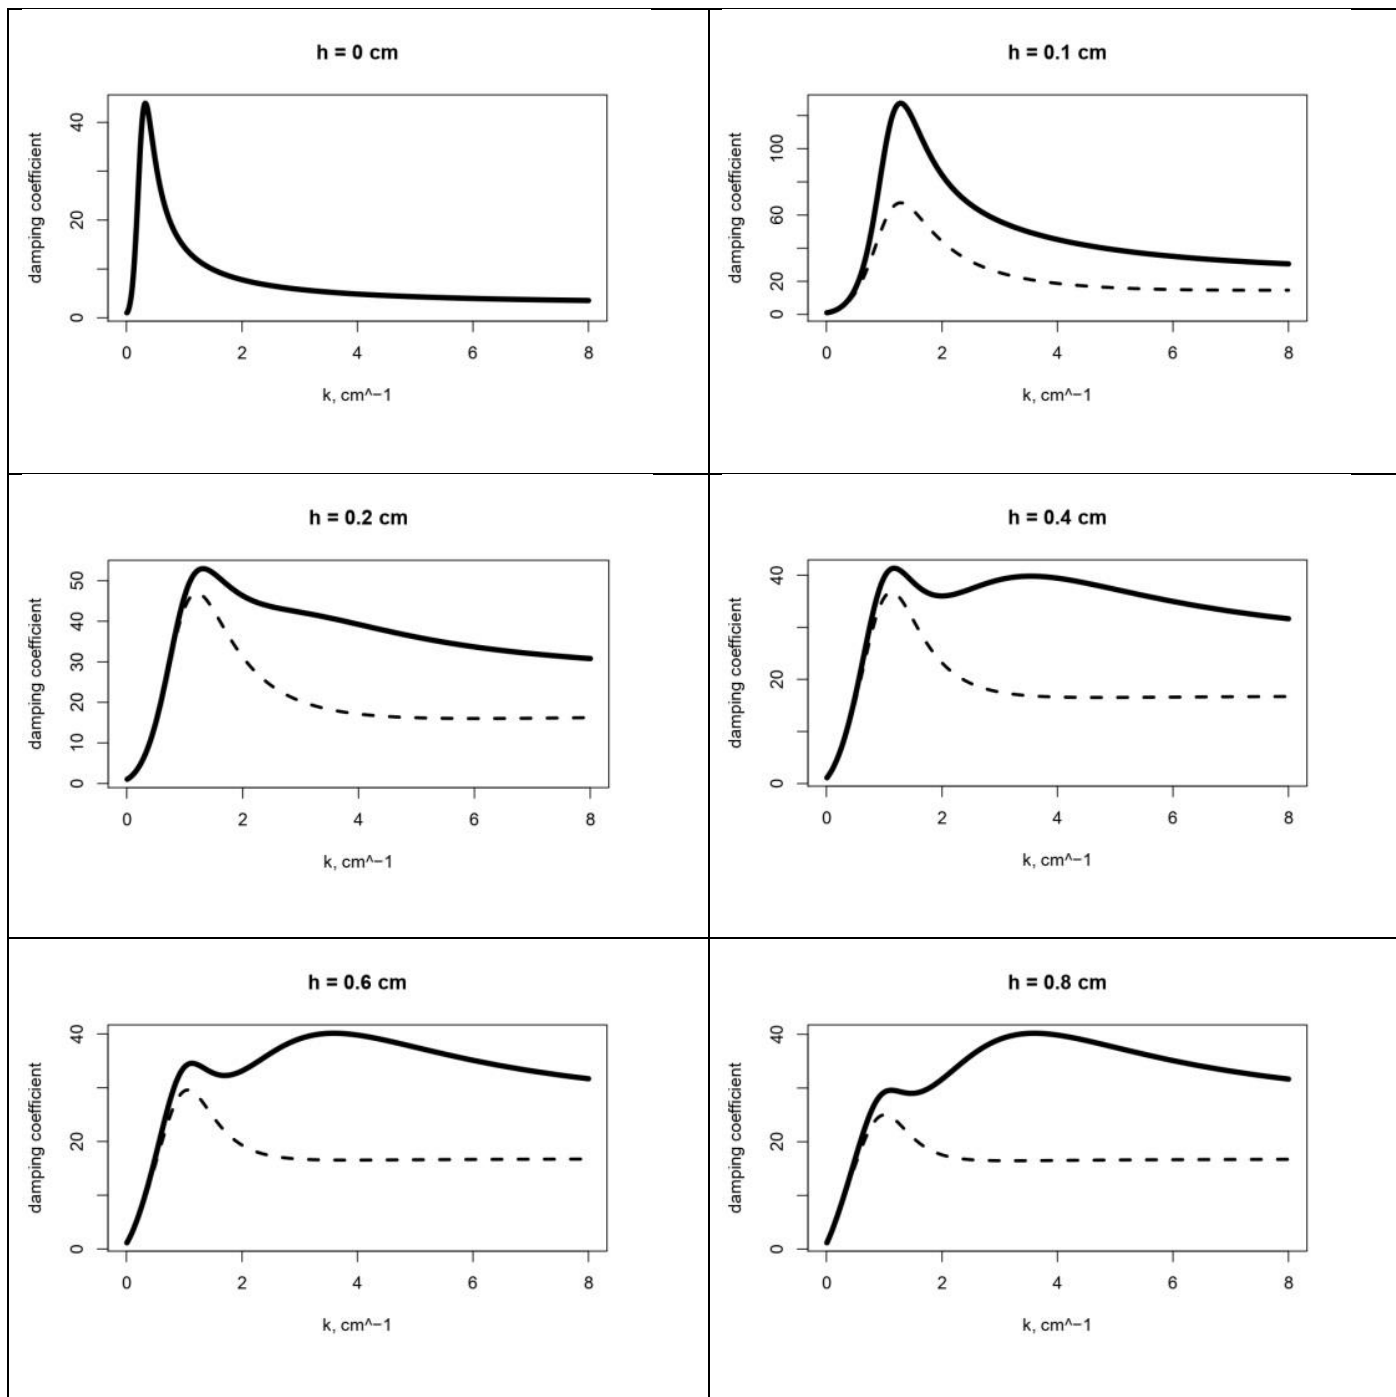 h = 0 cm
damping coefficient
40
20
0
0 2 4 6 8
k, cm^−1
h = 0.1 cm
damping coefficient
100
60
20
0
0 2 4 6 8
k, cm^−1
h = 0.2 cm
damping coefficient
50
40
30
20
10
0
0 2 4 6 8
k, cm^−1
h = 0.4 cm
damping coefficient
40
20
0
0 2 4 6 8
k, cm^−1
h = 0.6 cm
damping coefficient
40
20
0
0 2 4 6 8
k, cm^−1
h = 0.8 cm
damping coefficient
40
20
0
0 2 4 6 8
k, cm^−1